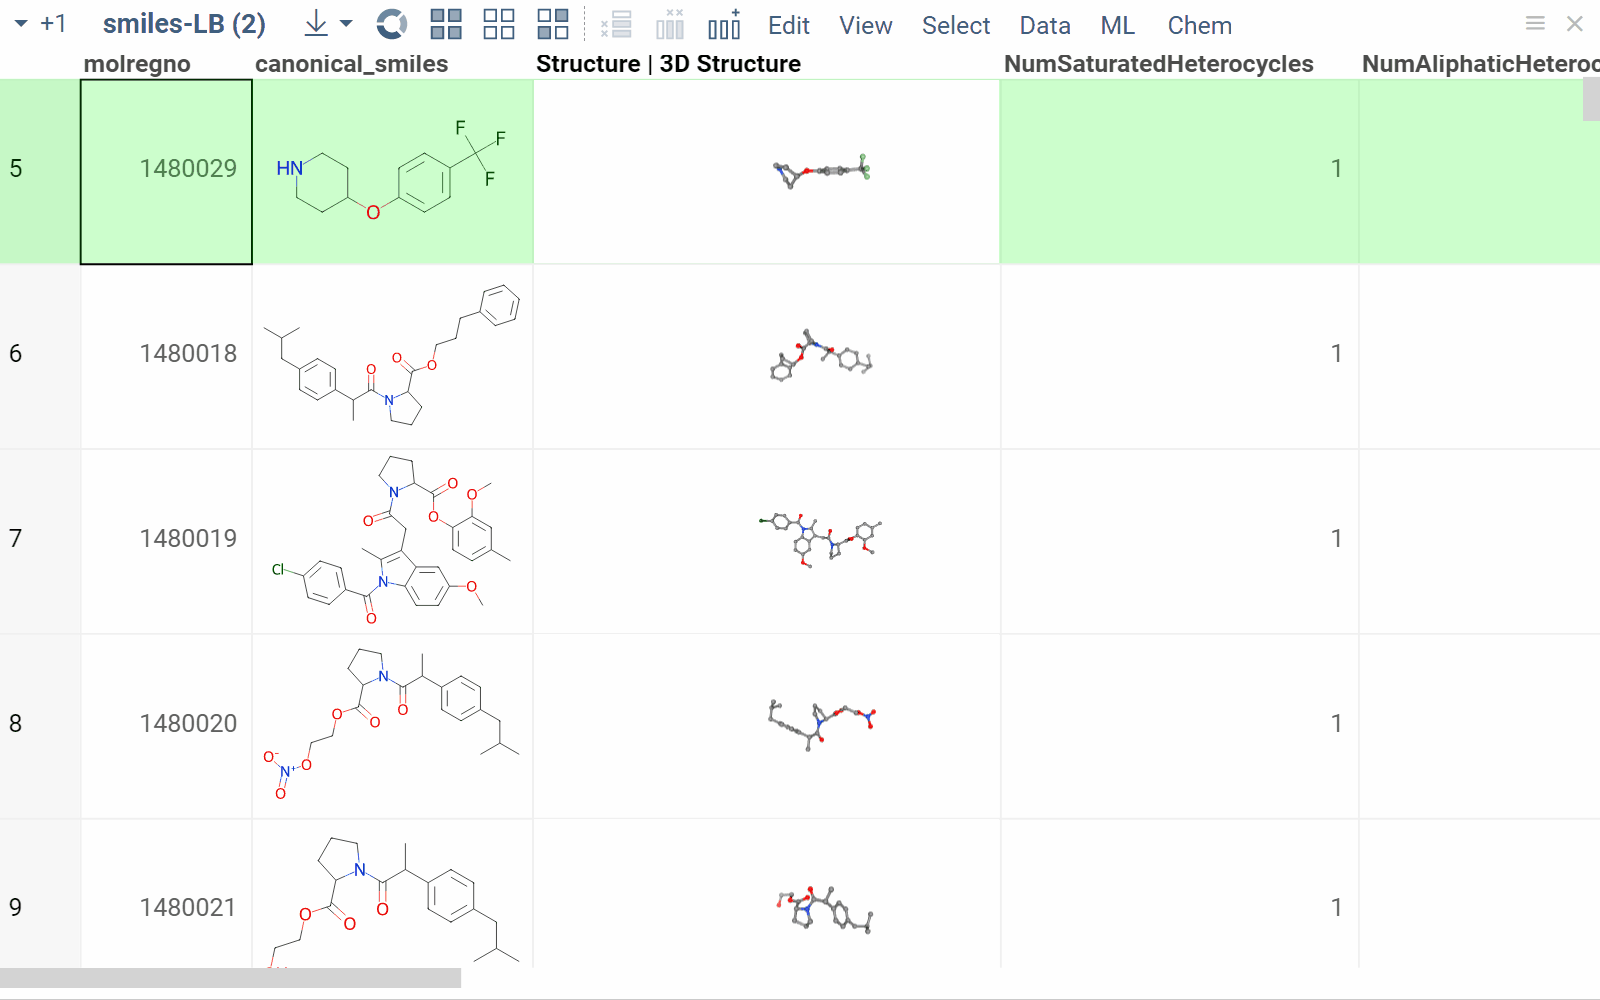 +1 smiles-LB (2) Edit View Select Data ML Chem
molregno canonical_smiles Structure | 3D Structure NumSaturatedHeterocycles NumAliphaticHeteroc
5 1480029 HN O F F F 1
6 1480018 O N O O 1
7 1480019 N O O O O Cl N O O 1
8 1480020 N O O O O N+ O- O 1
9 1480021 N O O O 1